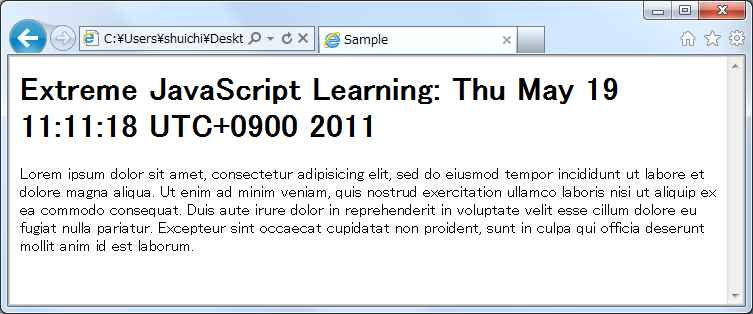 C:¥Users¥shuichi¥Deskt
Sample
Extreme JavaScript Learning: Thu May 19
11:11:18 UTC+0900 2011
Lorem ipsum dolor sit amet, consectetur adipisicing elit, sed do eiusmod tempor incididunt ut labore et
dolore magna aliqua. Ut enim ad minim veniam, quis nostrud exercitation ullamco laboris nisi ut aliquip ex
ea commodo consequat. Duis aute irure dolor in reprehenderit in voluptate velit esse cillum dolore eu
fugiat nulla pariatur. Excepteur sint occaecat cupidatat non proident, sunt in culpa qui officia deserunt
mollit anim id est laborum.